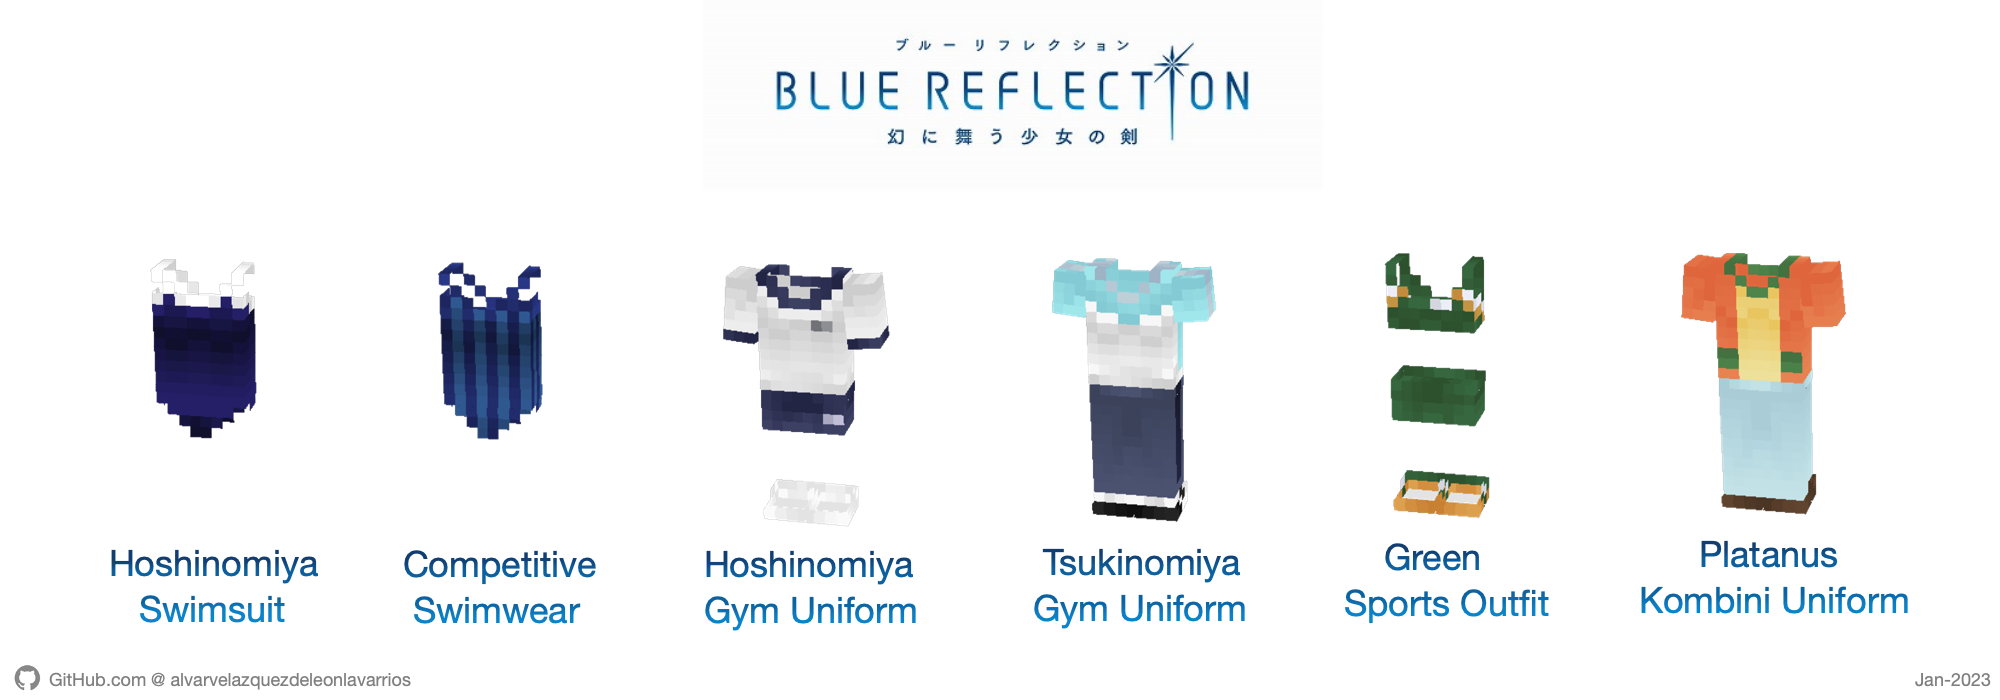 ブルーリフレクション
BLUE REFLECTION
幻に舞う少女の剣
Hoshinomiya
Swimsuit
Competitive
Swimwear
Hoshinomiya
Gym Uniform
Tsukinomiya
Gym Uniform
Green
Sports Outfit
Platanus
Kombini Uniform
GitHub.com @ alvarvelazquezdeleonlavarrios
Jan-2023